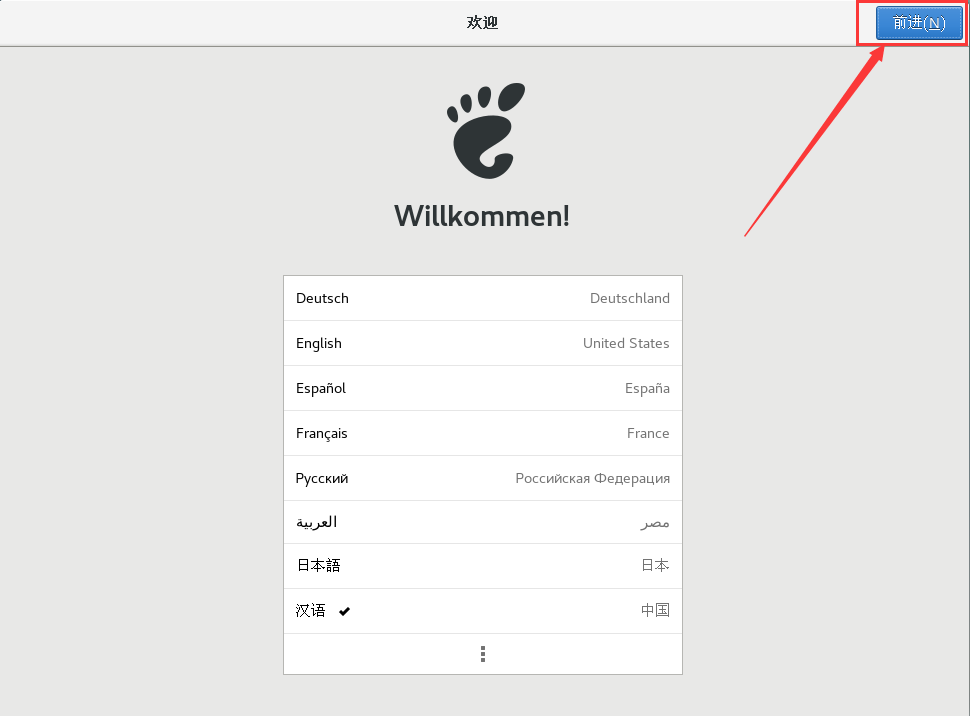 欢迎
前进(N)
Willkommen!
Deutsch Deutschland
English United States
Español España
Français France
Русский Российская Федерация
العربية مصر
日本語 日本
汉语 中国